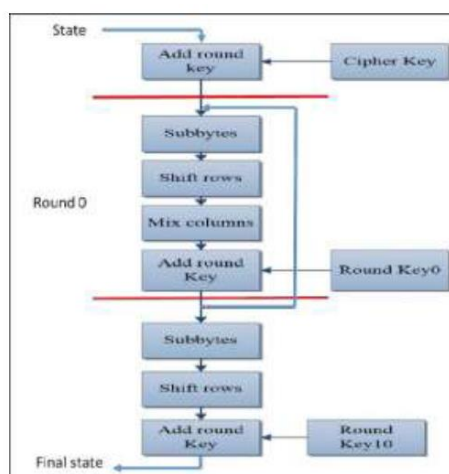 State
Add round
key
Cipher Key
Subbytes
Shift rows
Round 0
Mix columns
Add round
Key
Round Key0
Subbytes
Shift rows
Add round
Key
Round
Key10
Final state